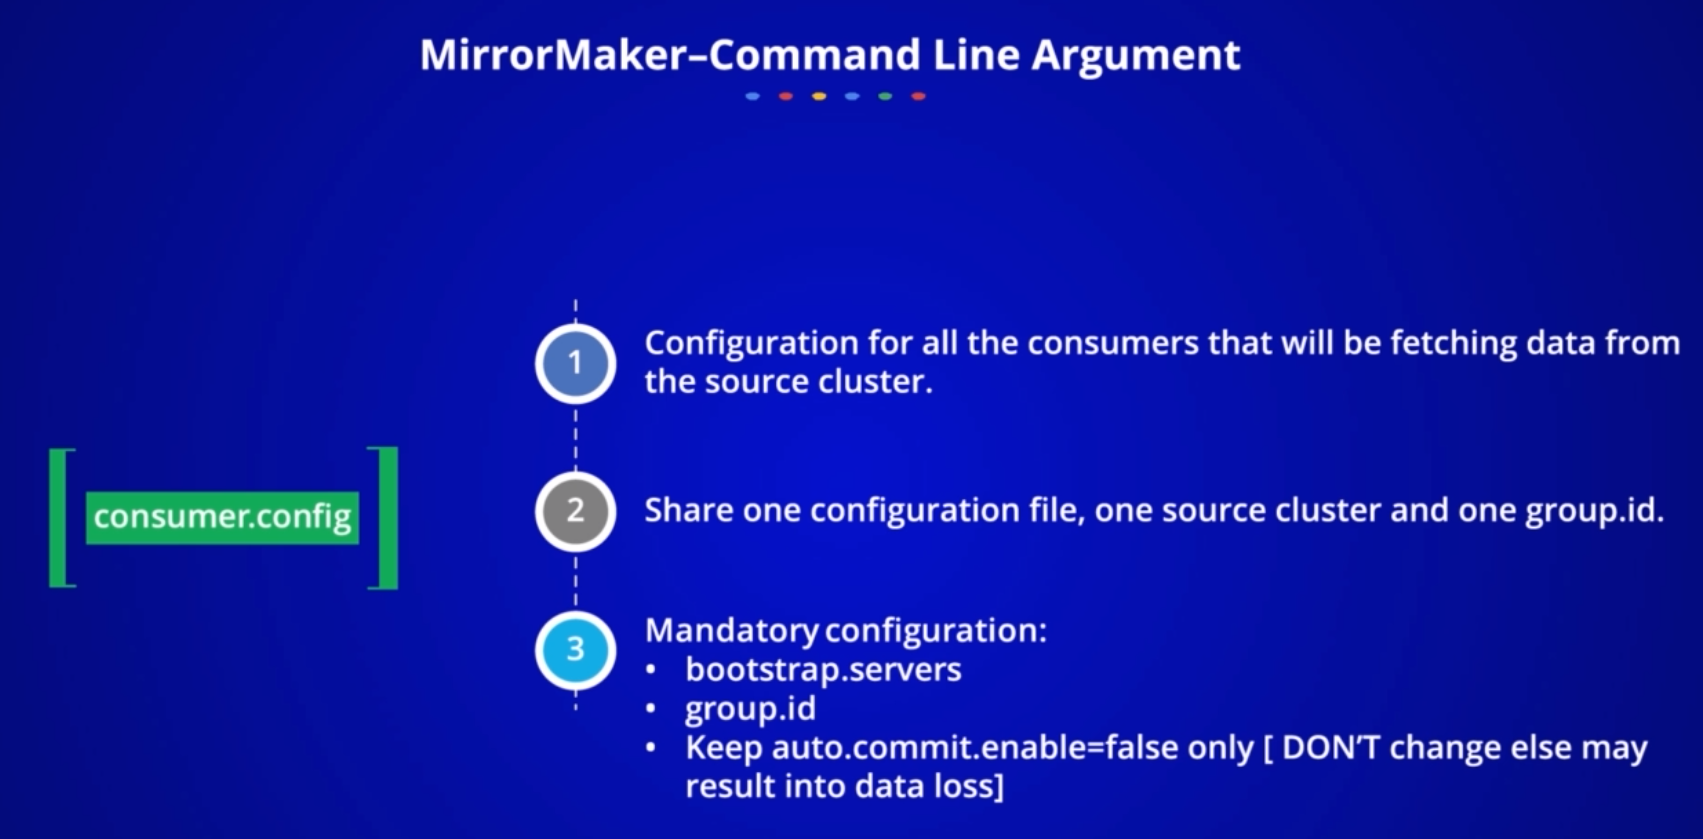 MirrorMaker–Command Line Argument
consumer.config
1
Configuration for all the consumers that will be fetching data from
the source cluster.
2
Share one configuration file, one source cluster and one group.id.
3
Mandatory configuration:
• bootstrap.servers
• group.id
• Keep auto.commit.enable=false only [ DON'T change else may
result into data loss]